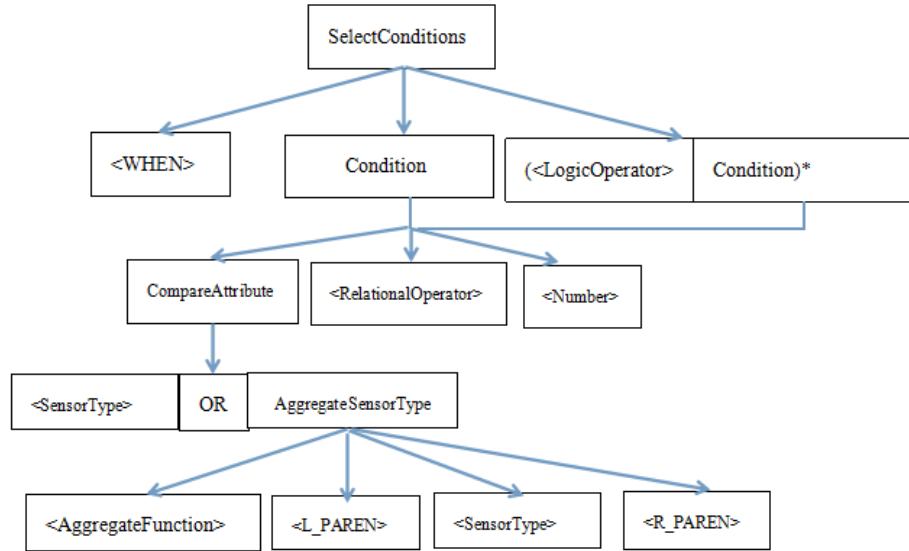 SelectConditions
<WHEN>
Condition
(<LogicOperator> Condition)*
CompareAttribute
<RelationalOperator>
<Number>
<SensorType>
OR
AggregateSensorType
<AggregateFunction>
<L_PAREN>
<SensorType>
<R_PAREN>